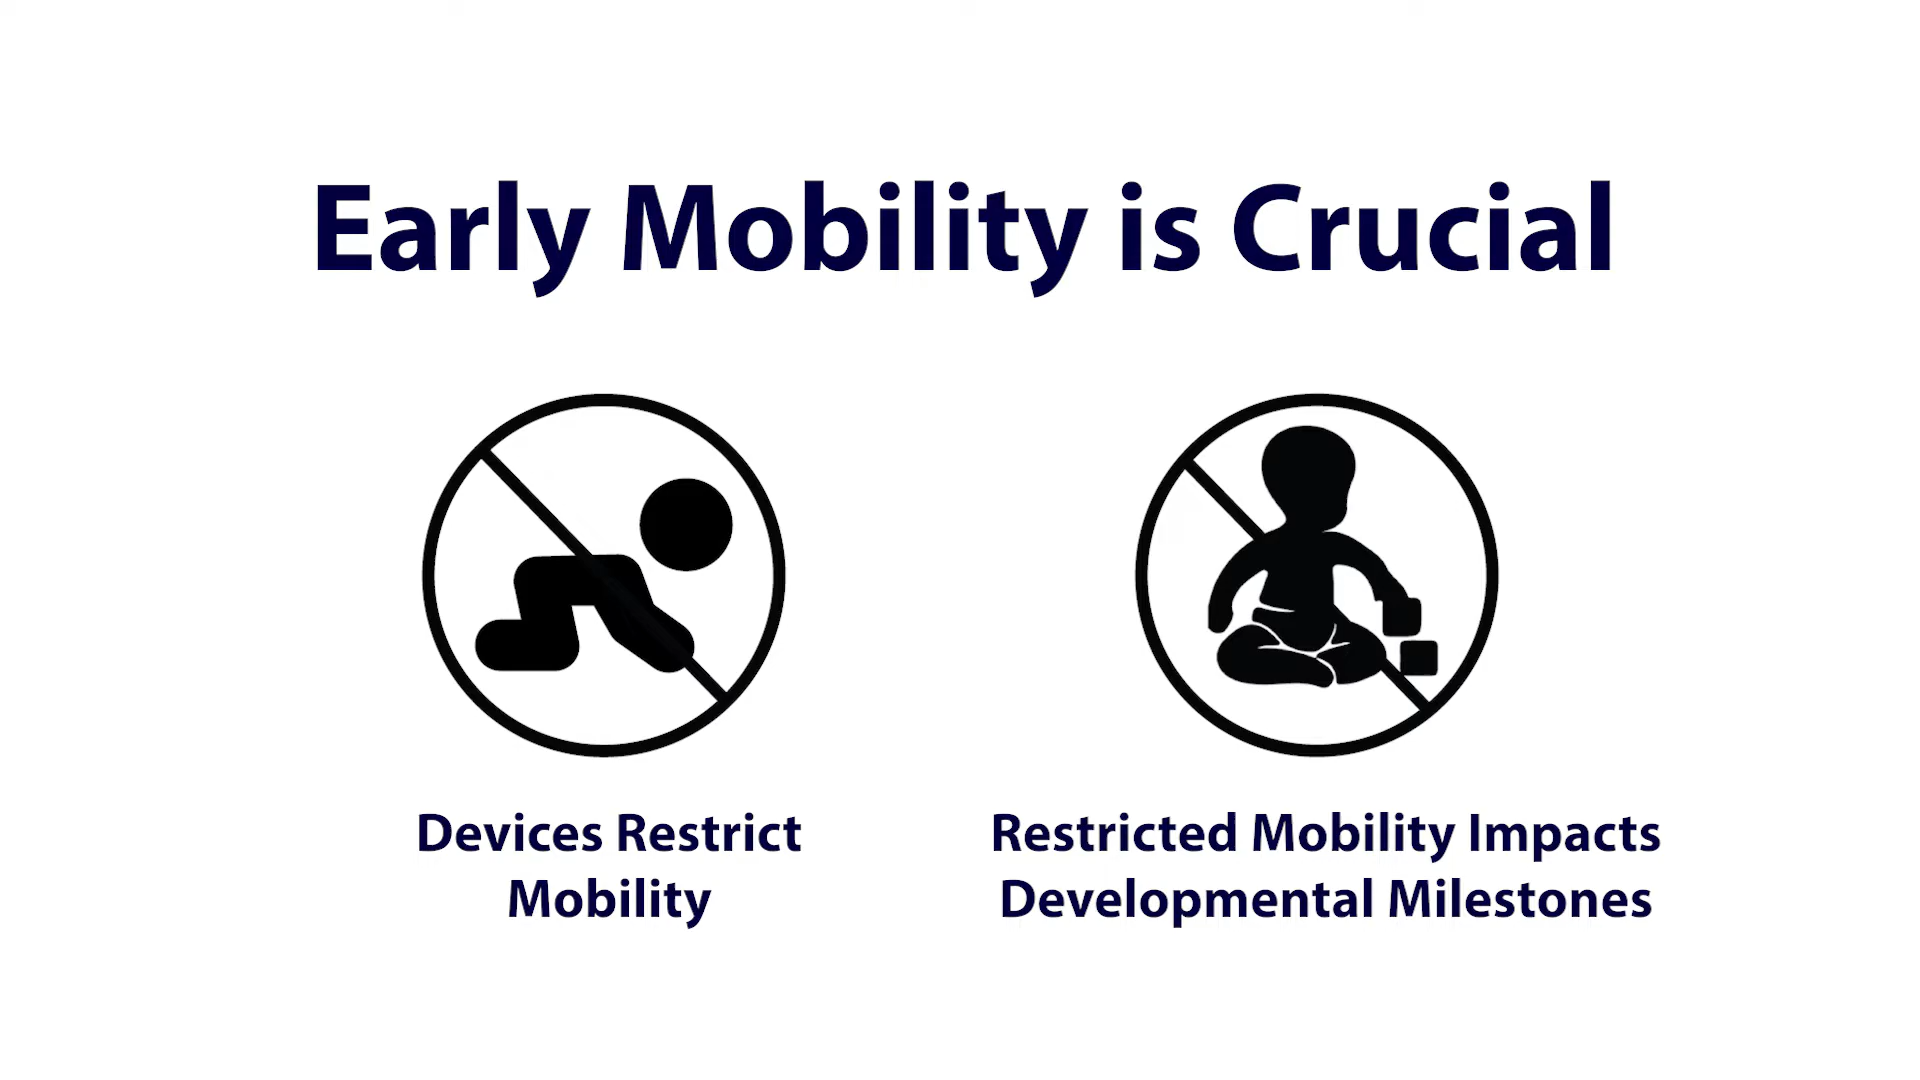 Early Mobility is Crucial
Devices Restrict
Mobility
Restricted Mobility Impacts
Developmental Milestones